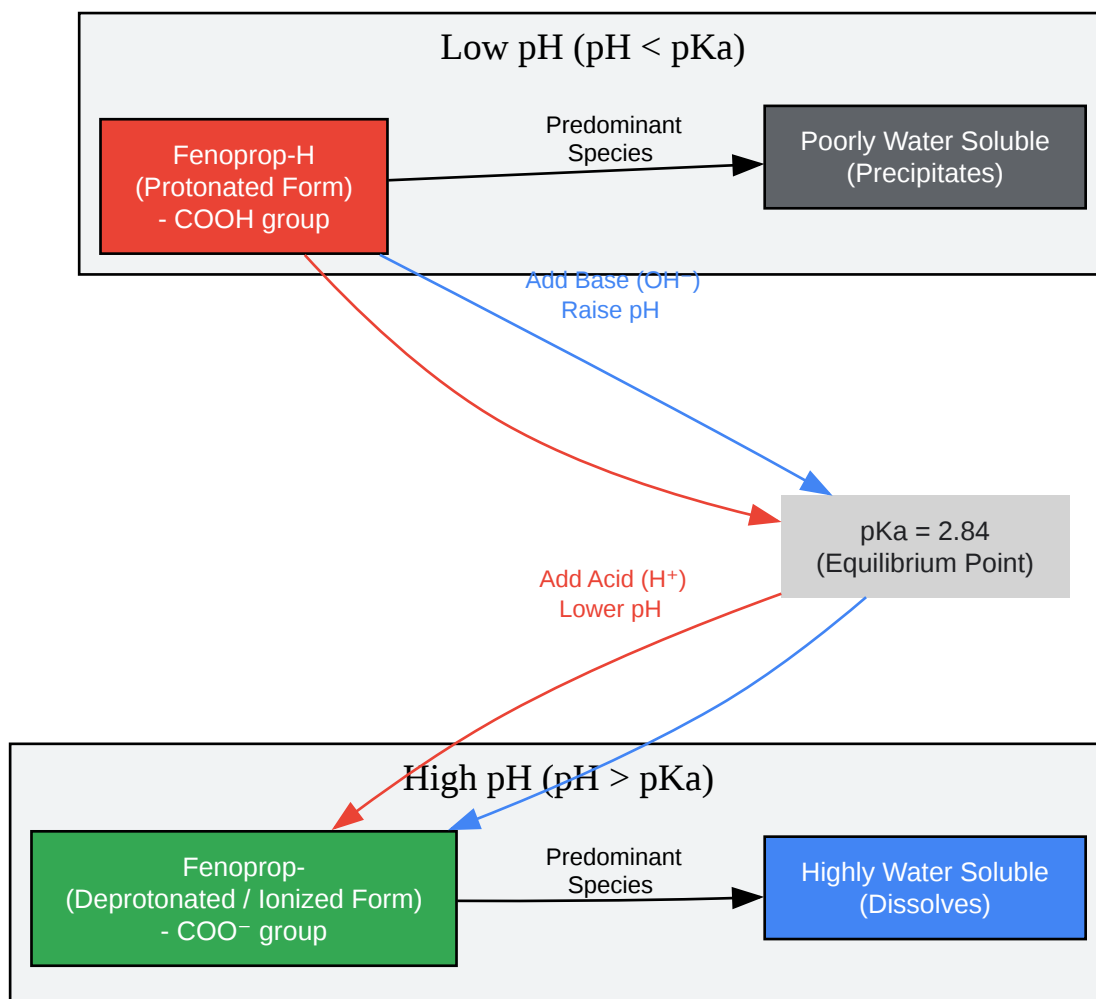 Low pH (pH < pKa)
Fenoprop-H
(Protonated Form)
- COOH group
Predominant
Species
Poorly Water Soluble
(Precipitates)
Add Base (OH⁻)
Raise pH
pKa = 2.84
(Equilibrium Point)
Add Acid (H⁺)
Lower pH
High pH (pH > pKa)
Fenoprop-
(Deprotonated / Ionized Form)
- COO⁻ group
Predominant
Species
Highly Water Soluble
(Dissolves)